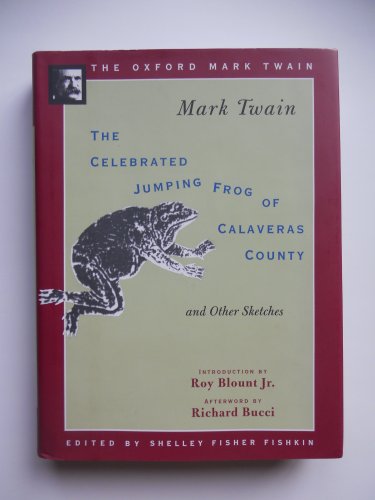 THE OXFORD MARK TWAIN
Mark Twain
THE
CELEBRATED
JUMPING FROG OF
CALAVERAS
COUNTY
and Other Sketches
INTRODUCTION BY
Roy Blount Jr.
AFTERWORD BY
Richard Bucci
EDITED BY SHELLEY FISHER FISHKIN